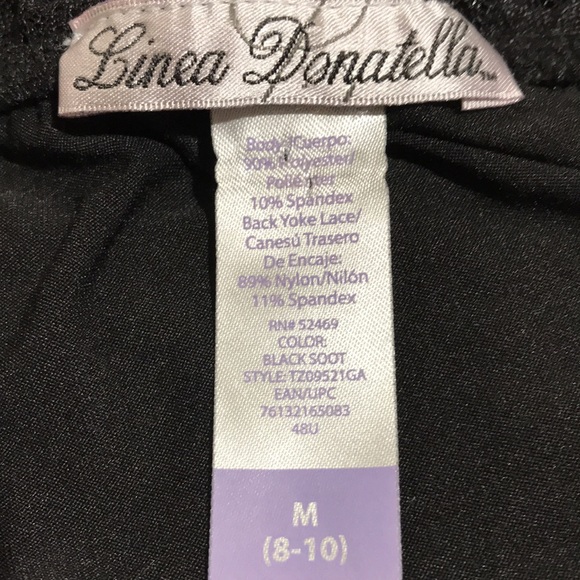 Linea Donatella
Body/Cuerpo:
90% Polyester/
Poliéster
10% Spandex
Back Yoke Lace/
Canesú Trasero
De Encaje:
89% Nylon/Nilón
11% Spandex
RN# 52469
COLOR:
BLACK SOOT
STYLE: TZ09521GA
EAN/UPC
76132165083
48U
M
(8-10)